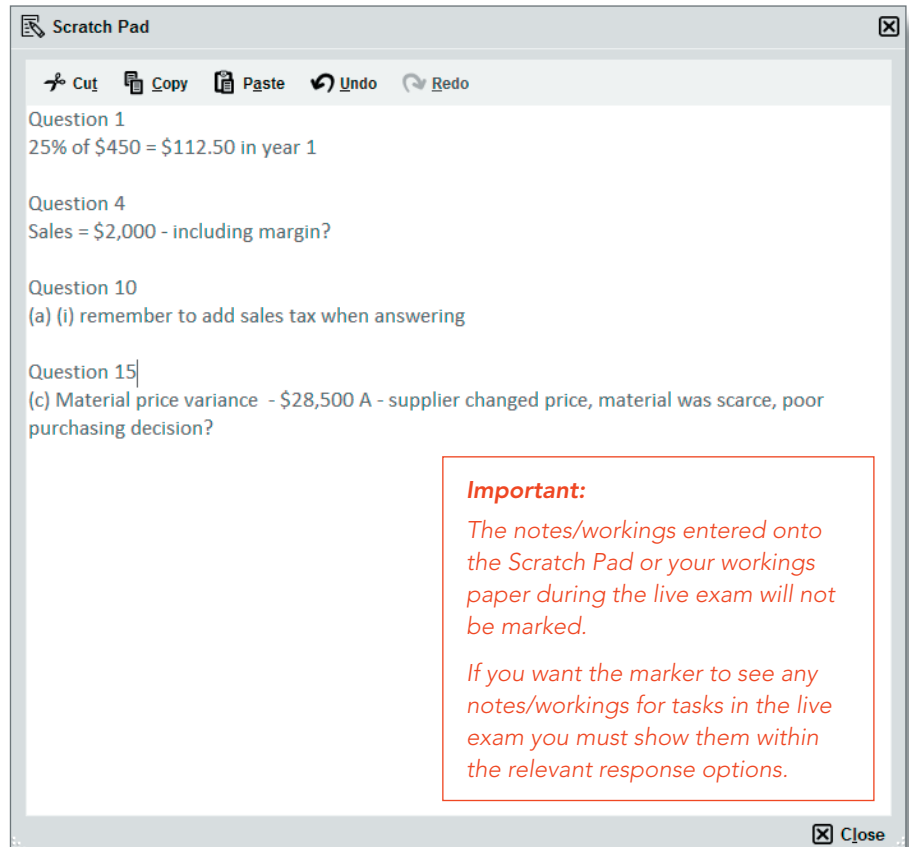 Scratch Pad
Cut Copy Paste Undo Redo
Question 1
25% of $450 = $112.50 in year 1
Question 4
Sales = $2,000 - including margin?
Question 10
(a) (i) remember to add sales tax when answering
Question 15
(c) Material price variance  - $28,500 A - supplier changed price, material was scarce, poor
purchasing decision?
Important:
The notes/workings entered onto
the Scratch Pad or your workings
paper during the live exam will not
be marked.
If you want the marker to see any
notes/workings for tasks in the live
exam you must show them within
the relevant response options.
Close